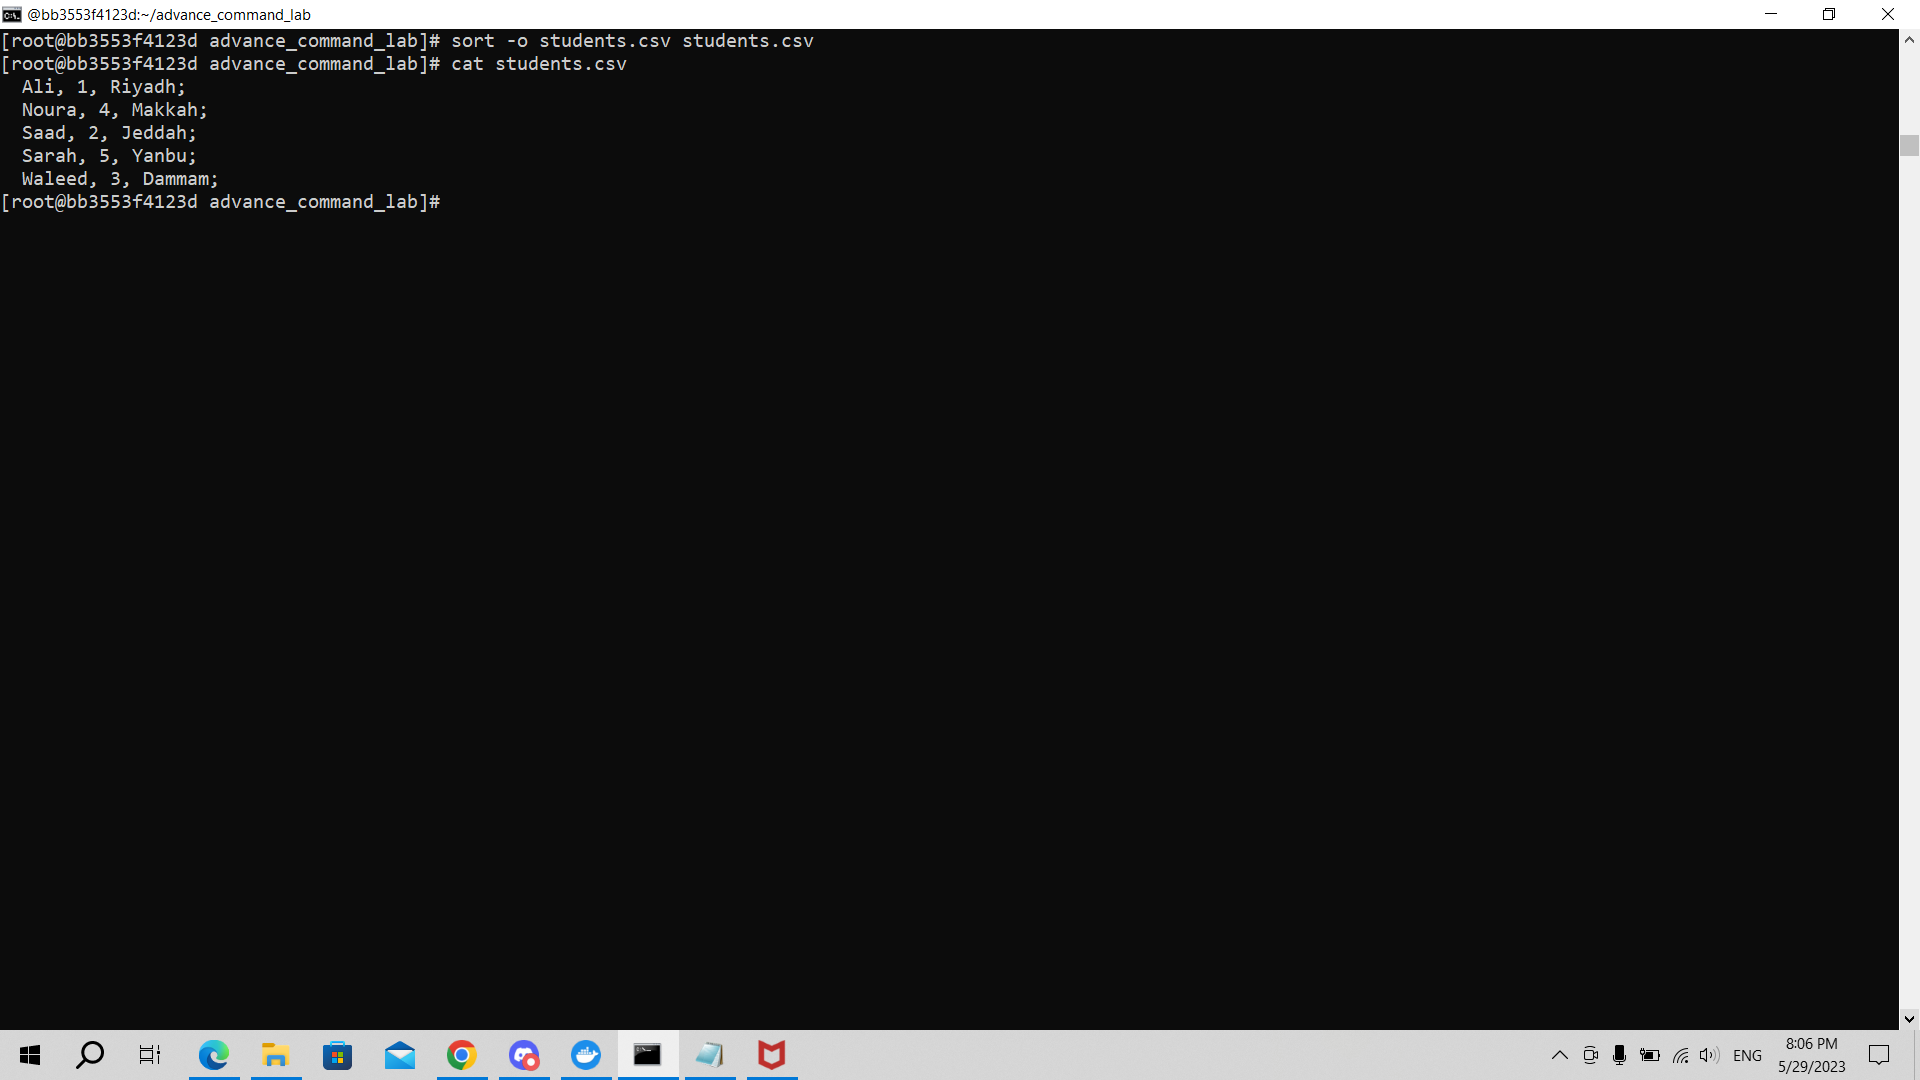 @bb3553f4123d:~/advance_command_lab
[root@bb3553f4123d advance_command_lab]# sort -o students.csv students.csv
[root@bb3553f4123d advance_command_lab]# cat students.csv
  Ali, 1, Riyadh;
  Noura, 4, Makkah;
  Saad, 2, Jeddah;
  Sarah, 5, Yanbu;
  Waleed, 3, Dammam;
[root@bb3553f4123d advance_command_lab]#
ENG
8:06 PM
5/29/2023